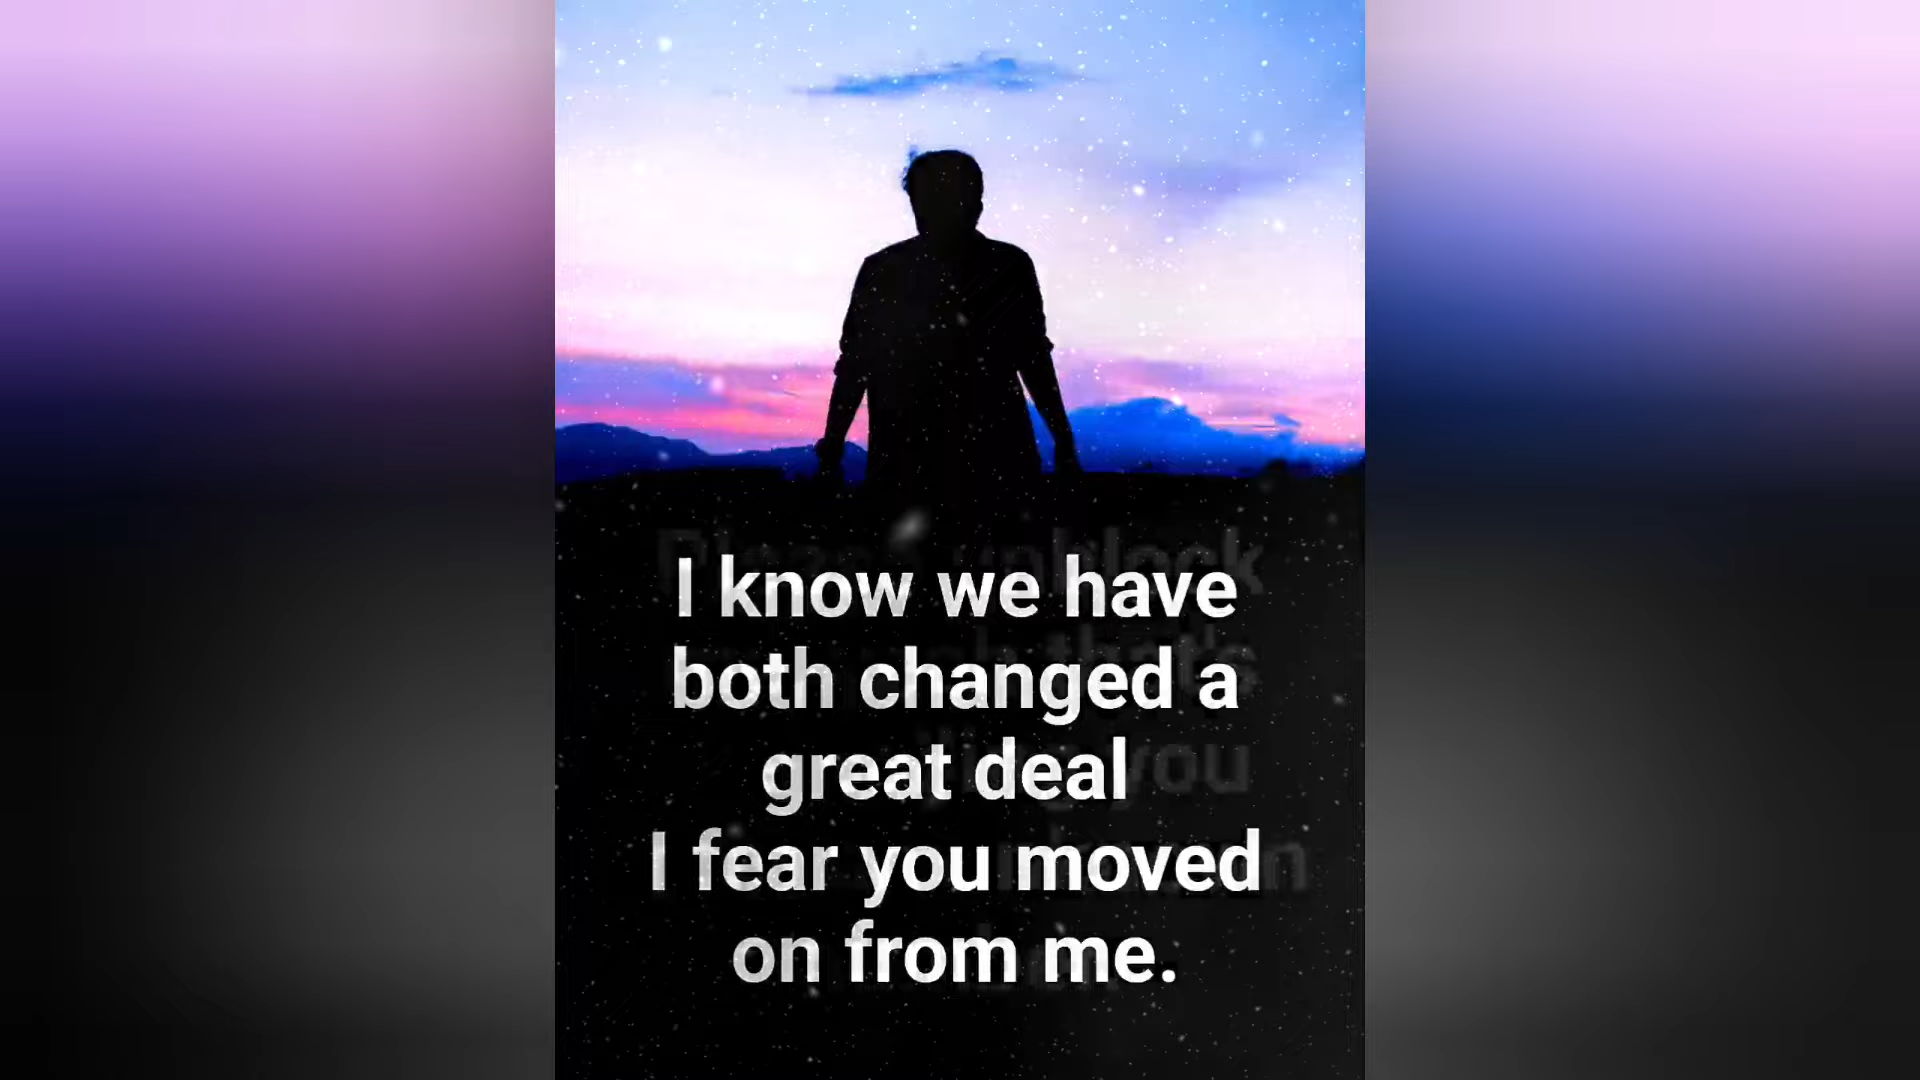 I know we have
both changed a
great deal
I fear you moved
on from me.